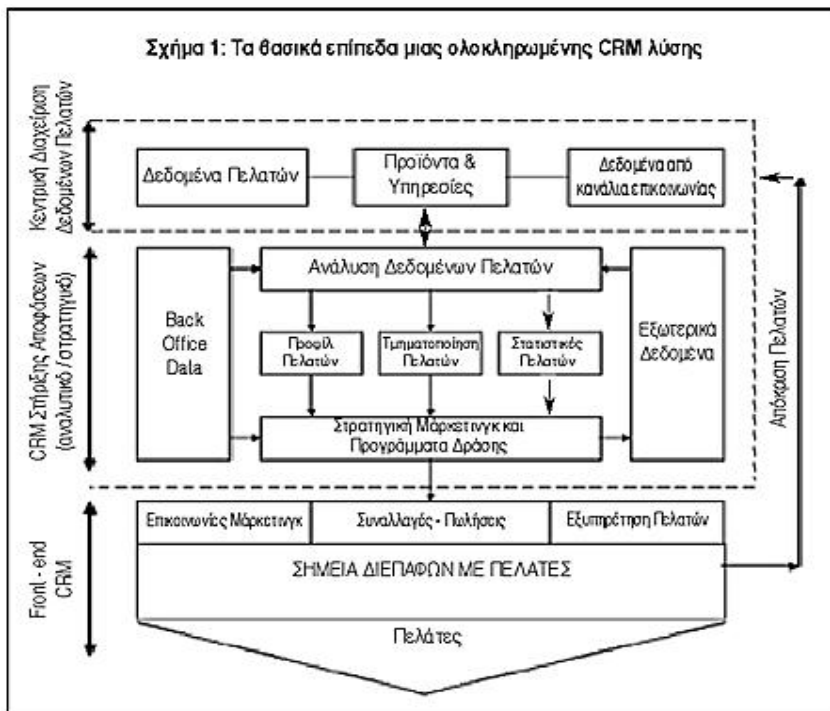 Σχήμα 1: Τα βασικά επίπεδα μιας ολοκληρωμένης CRM λύσης
Κεντρική Διαχείριση
Δεδομένων Πελατών
Δεδομένα Πελατών
Προϊόντα &
Υπηρεσίες
Δεδομένα από
κανάλια επικοινωνίας
CRM Στήριξης Αποφάσεων
(αναλυτικό / στρατηγικό)
Back
Office
Data
Ανάλυση Δεδομένων Πελατών
Προφίλ
Πελατών
Τμηματοποίηση
Πελατών
Στατιστικές
Πελατών
Στρατηγική Μάρκετινγκ και
Προγράμματα Δράσης
Εξωτερικά
Δεδομένα
Απόκριση Πελατών
Front - end
CRM
Επικοινωνίες Μάρκετινγκ
Συναλλαγές - Πωλήσεις
Εξυπηρέτηση Πελατών
ΣΗΜΕΙΑ ΔΙΕΠΑΦΩΝ ΜΕ ΠΕΛΑΤΕΣ
Πελάτες